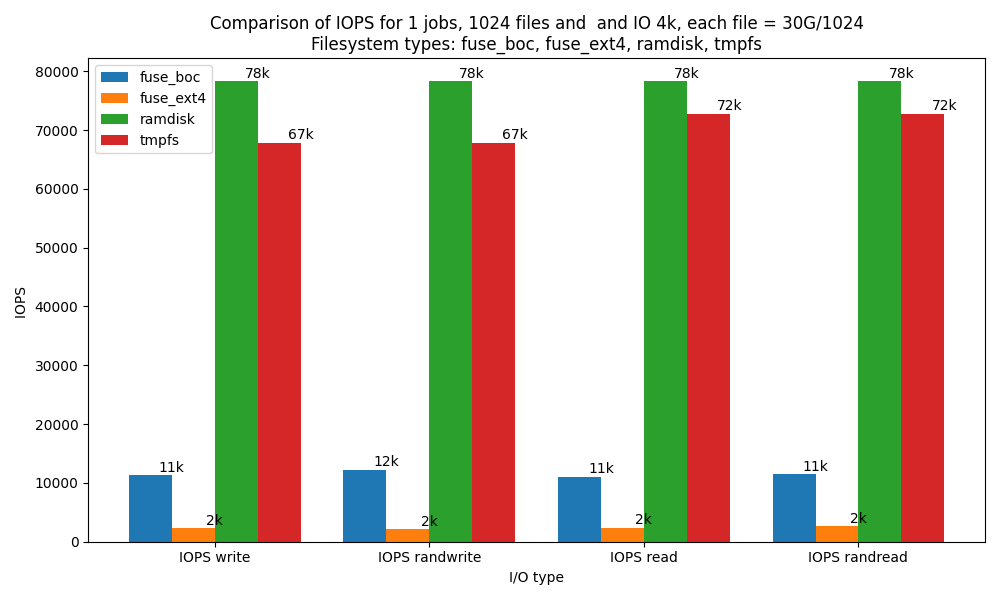 Comparison of IOPS for 1 jobs, 1024 files and  and IO 4k, each file = 30G/1024
Filesystem types: fuse_boc, fuse_ext4, ramdisk, tmpfs
fuse_boc
fuse_ext4
ramdisk
tmpfs
IOPS
80000
70000
60000
50000
40000
30000
20000
10000
0
11k
2k
78k
67k
12k
2k
78k
67k
11k
2k
78k
72k
11k
2k
78k
72k
IOPS write
IOPS randwrite
IOPS read
IOPS randread
I/O type